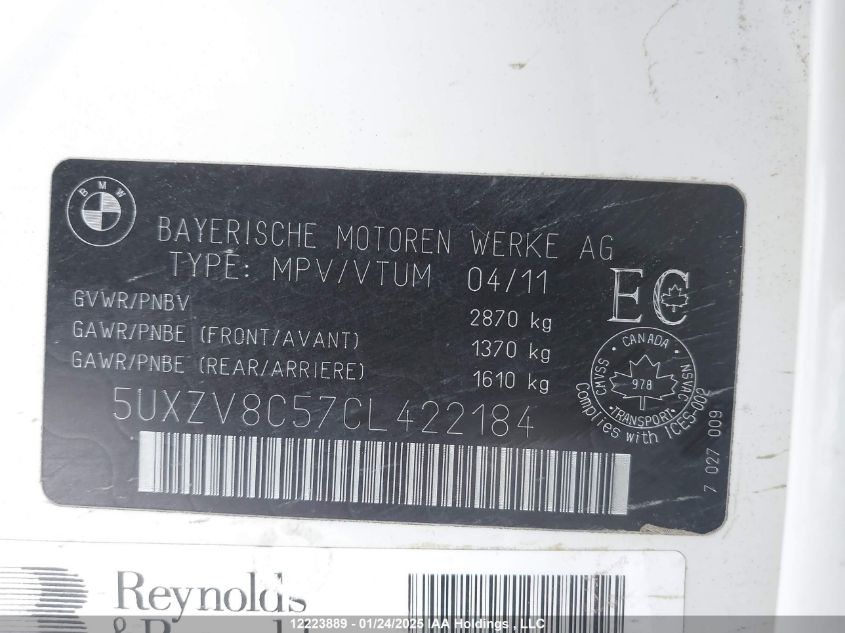 BMW
BAYERISCHE MOTOREN WERKE AG
TYPE: MPV/VTUM 04/11
GVWR/PNBV 2870 kg
GAWR/PNBE (FRONT/AVANT) 1370 kg
GAWR/PNBE (REAR/ARRIERE) 1610 kg
5UXZV8C57CL422184
EC
CANADA
CMVSS
978
NSVAC
TRANSPORT
Complies with ICES-002
7 027 009
Reynolds
12223889 - 01/24/2025 IAA Holdings , LLC